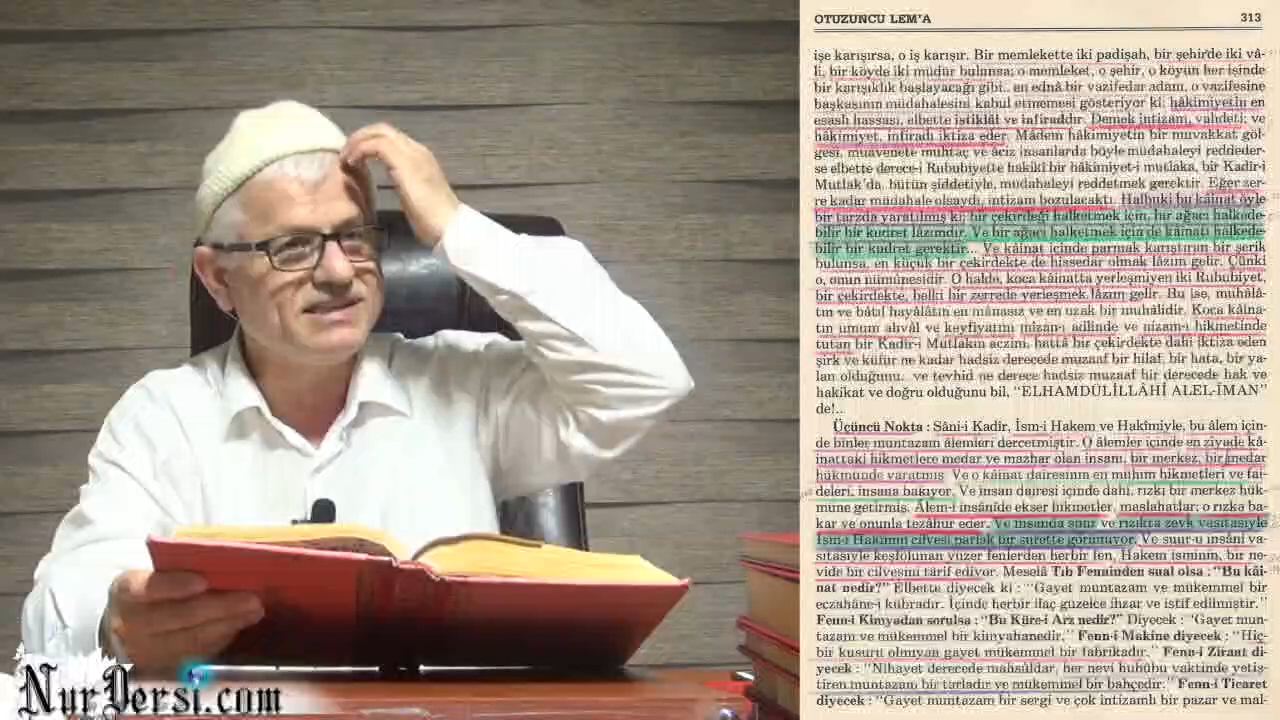 OTUZUNCU LEM'A 313
işe karışırsa, o iş karışır. Bir memlekette iki padişah, bir şehirde iki vâ-
li, bir köyde iki müdür bulunsa; o memleket, o şehir, o köyün her işinde
bir karışıklık başlayacağı gibi.. en ednâ bir vazifedar adam, o vazifesine
başkasının müdahalesini kabul etmemesi gösteriyor ki; hâkimiyetin en
esaslı hassası, elbette istiklâl ve infiraddır. Demek intizam, vahdeti; ve
hâkimiyet, infiradı iktiza eder. Mâdem hâkimiyetin bir muvakkat göl-
gesi, muavenete muhtaç ve âciz insanlarda böyle müdahaleyi reddeder-
se elbette derece-i Rububiyette hakikî bir hâkimiyet-i mutlaka, bir Kadîr-i
Mutlak'da, bütün şiddetiyle, müdahaleyi reddetmek gerektir. Eğer zer-
re kadar müdahale olsaydı, intizam bozulacaktı. Halbuki bu kâinat öyle
bir tarzda yaratılmış ki; bir çekirdeği halketmek için, bir ağacı halkede-
bilir bir kudret lâzımdır. Ve bir ağacı halketmek için de kâinatı halkede-
bilir bir kudret gerektir... Ve kâinat içinde parmak karıştıran bir şerik
bulunsa, en küçük bir çekirdekte de hissedar olmak lâzım gelir. Çünki
o, onun nümûnesidir. O halde, koca kâinatta yerleşmiyen iki Rububiyet,
bir çekirdekte, belki bir zerrede yerleşmek lâzım gelir. Bu ise, muhâlâ-
tın ve bâtıl hayâlâtın en mânasız ve en uzak bir muhâlidir. Koca kâina-
tın umum ahvâl ve keyfiyatını mizan-ı adlinde ve nizam-ı hikmetinde
tutan bir Kadîr-i Mutlakın aczini, hattâ bir çekirdekte dahi iktiza eden
şirk ve küfür ne kadar hadsiz derecede muzaaf bir hilâf, bir hata, bir ya-
lan olduğunu.. ve tevhid ne derece hadsiz muzaaf bir derecede hak ve
hakikat ve doğru olduğunu bil, "ELHAMDÜLİLLÂHİ ALEL-İMAN"
de!..
Üçüncü Nokta : Sâni-i Kadîr, İsm-i Hakem ve Hakîmiyle, bu âlem için-
de binler muntazam âlemleri dercetmiştir. O âlemler içinde en ziyade kâ-
inattaki hikmetlere medar ve mazhar olan insanı, bir merkez, bir medar
hükmünde yaratmış. Ve o kâinat dairesinin en mühim hikmetleri ve fai-
deleri, insana bakıyor. Ve insan dairesi içinde dahi, rızkı bir merkez hük-
müne getirmiş. Âlem-i insânîde ekser hikmetler, maslahatlar; o rızka ba-
kar ve onunla tezâhür eder. Ve insanda şuur ve rızıkta zevk vasıtasiyle
İsm-i Hakîmin cilvesi parlak bir surette görünüyor. Ve şuur-u insânî va-
sıtasıyle keşfolunan yüzer fenlerden herbir fen, Hakem isminin, bir ne-
vide bir cilvesini târif ediyor. Meselâ Tıb Fenninden sual olsa : "Bu kâi-
nat nedir?" Elbette diyecek ki : "Gayet muntazam ve mükemmel bir
eczahâne-i kübradır. İçinde herbir ilâç güzelce ihzar ve istif edilmiştir."
Fenn-i Kimyadan sorulsa : "Bu Küre-i Arz nedir?" Diyecek : "Gayet mun-
tazam ve mükemmel bir kimyahanedir." Fenn-i Makine diyecek : "Hiç-
bir kusuru olmıyan gayet mükemmel bir fabrikadır." Fenn-i Ziraat di-
yecek : "Nihayet derecede mahsûldar, her nevi hububu vaktinde yetiş-
tiren muntazam bir tarladır ve mükemmel bir bahçedir." Fenn-i Ticaret
diyecek : "Gayet muntazam bir sergi ve çok intizamlı bir pazar ve mal-
NurDersi.com